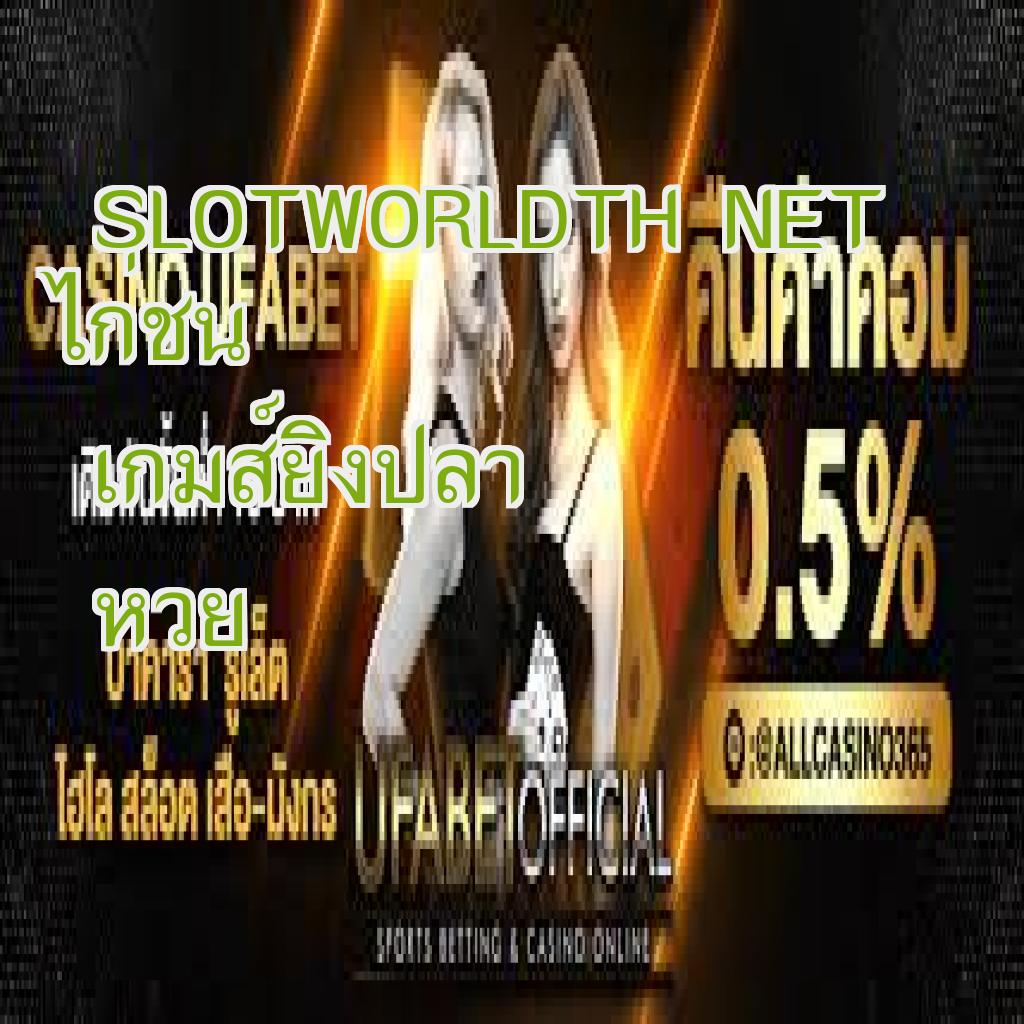 SLOTWORLDTH NET
CASINO UFABET
ไก่ชน
คืนค่าคอม
เกมส์ยิงปลา
0.5%
หวย
บาคาร่า รูเล็ต
@ALLCASINO365
ไฮโล สล็อต เสือ-มังกร
UFABET OFFICIAL
SPORTS BETTING & CASINO ONLINE